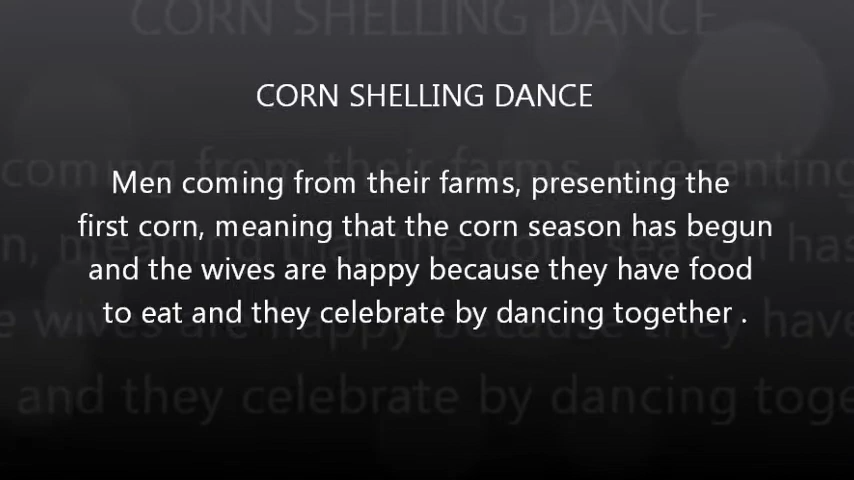 CORN SHELLING DANCE
Men coming from their farms, presenting the
first corn, meaning that the corn season has begun
and the wives are happy because they have food
to eat and they celebrate by dancing together .